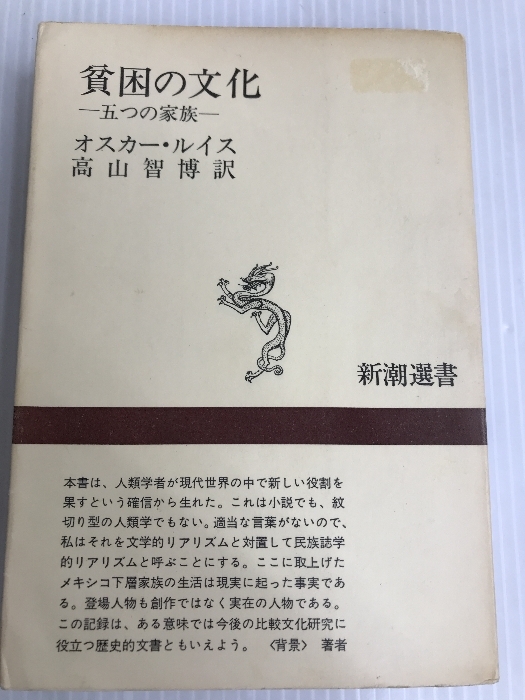 貧困の文化
―五つの家族―
オスカー・ルイス
高山智博訳
新潮選書
本書は、人類学者が現代世界の中で新しい役割を
果すという確信から生れた。これは小説でも、紋
切り型の人類学でもない。適当な言葉がないので、
私はそれを文学的リアリズムと対置して民族誌学
的リアリズムと呼ぶことにする。ここに取上げた
メキシコ下層家族の生活は現実に起った事実であ
る。登場人物も創作ではなく実在の人物である。
この記録は、ある意味では今後の比較文化研究に
役立つ歴史的文書ともいえよう。〈背景〉 著者